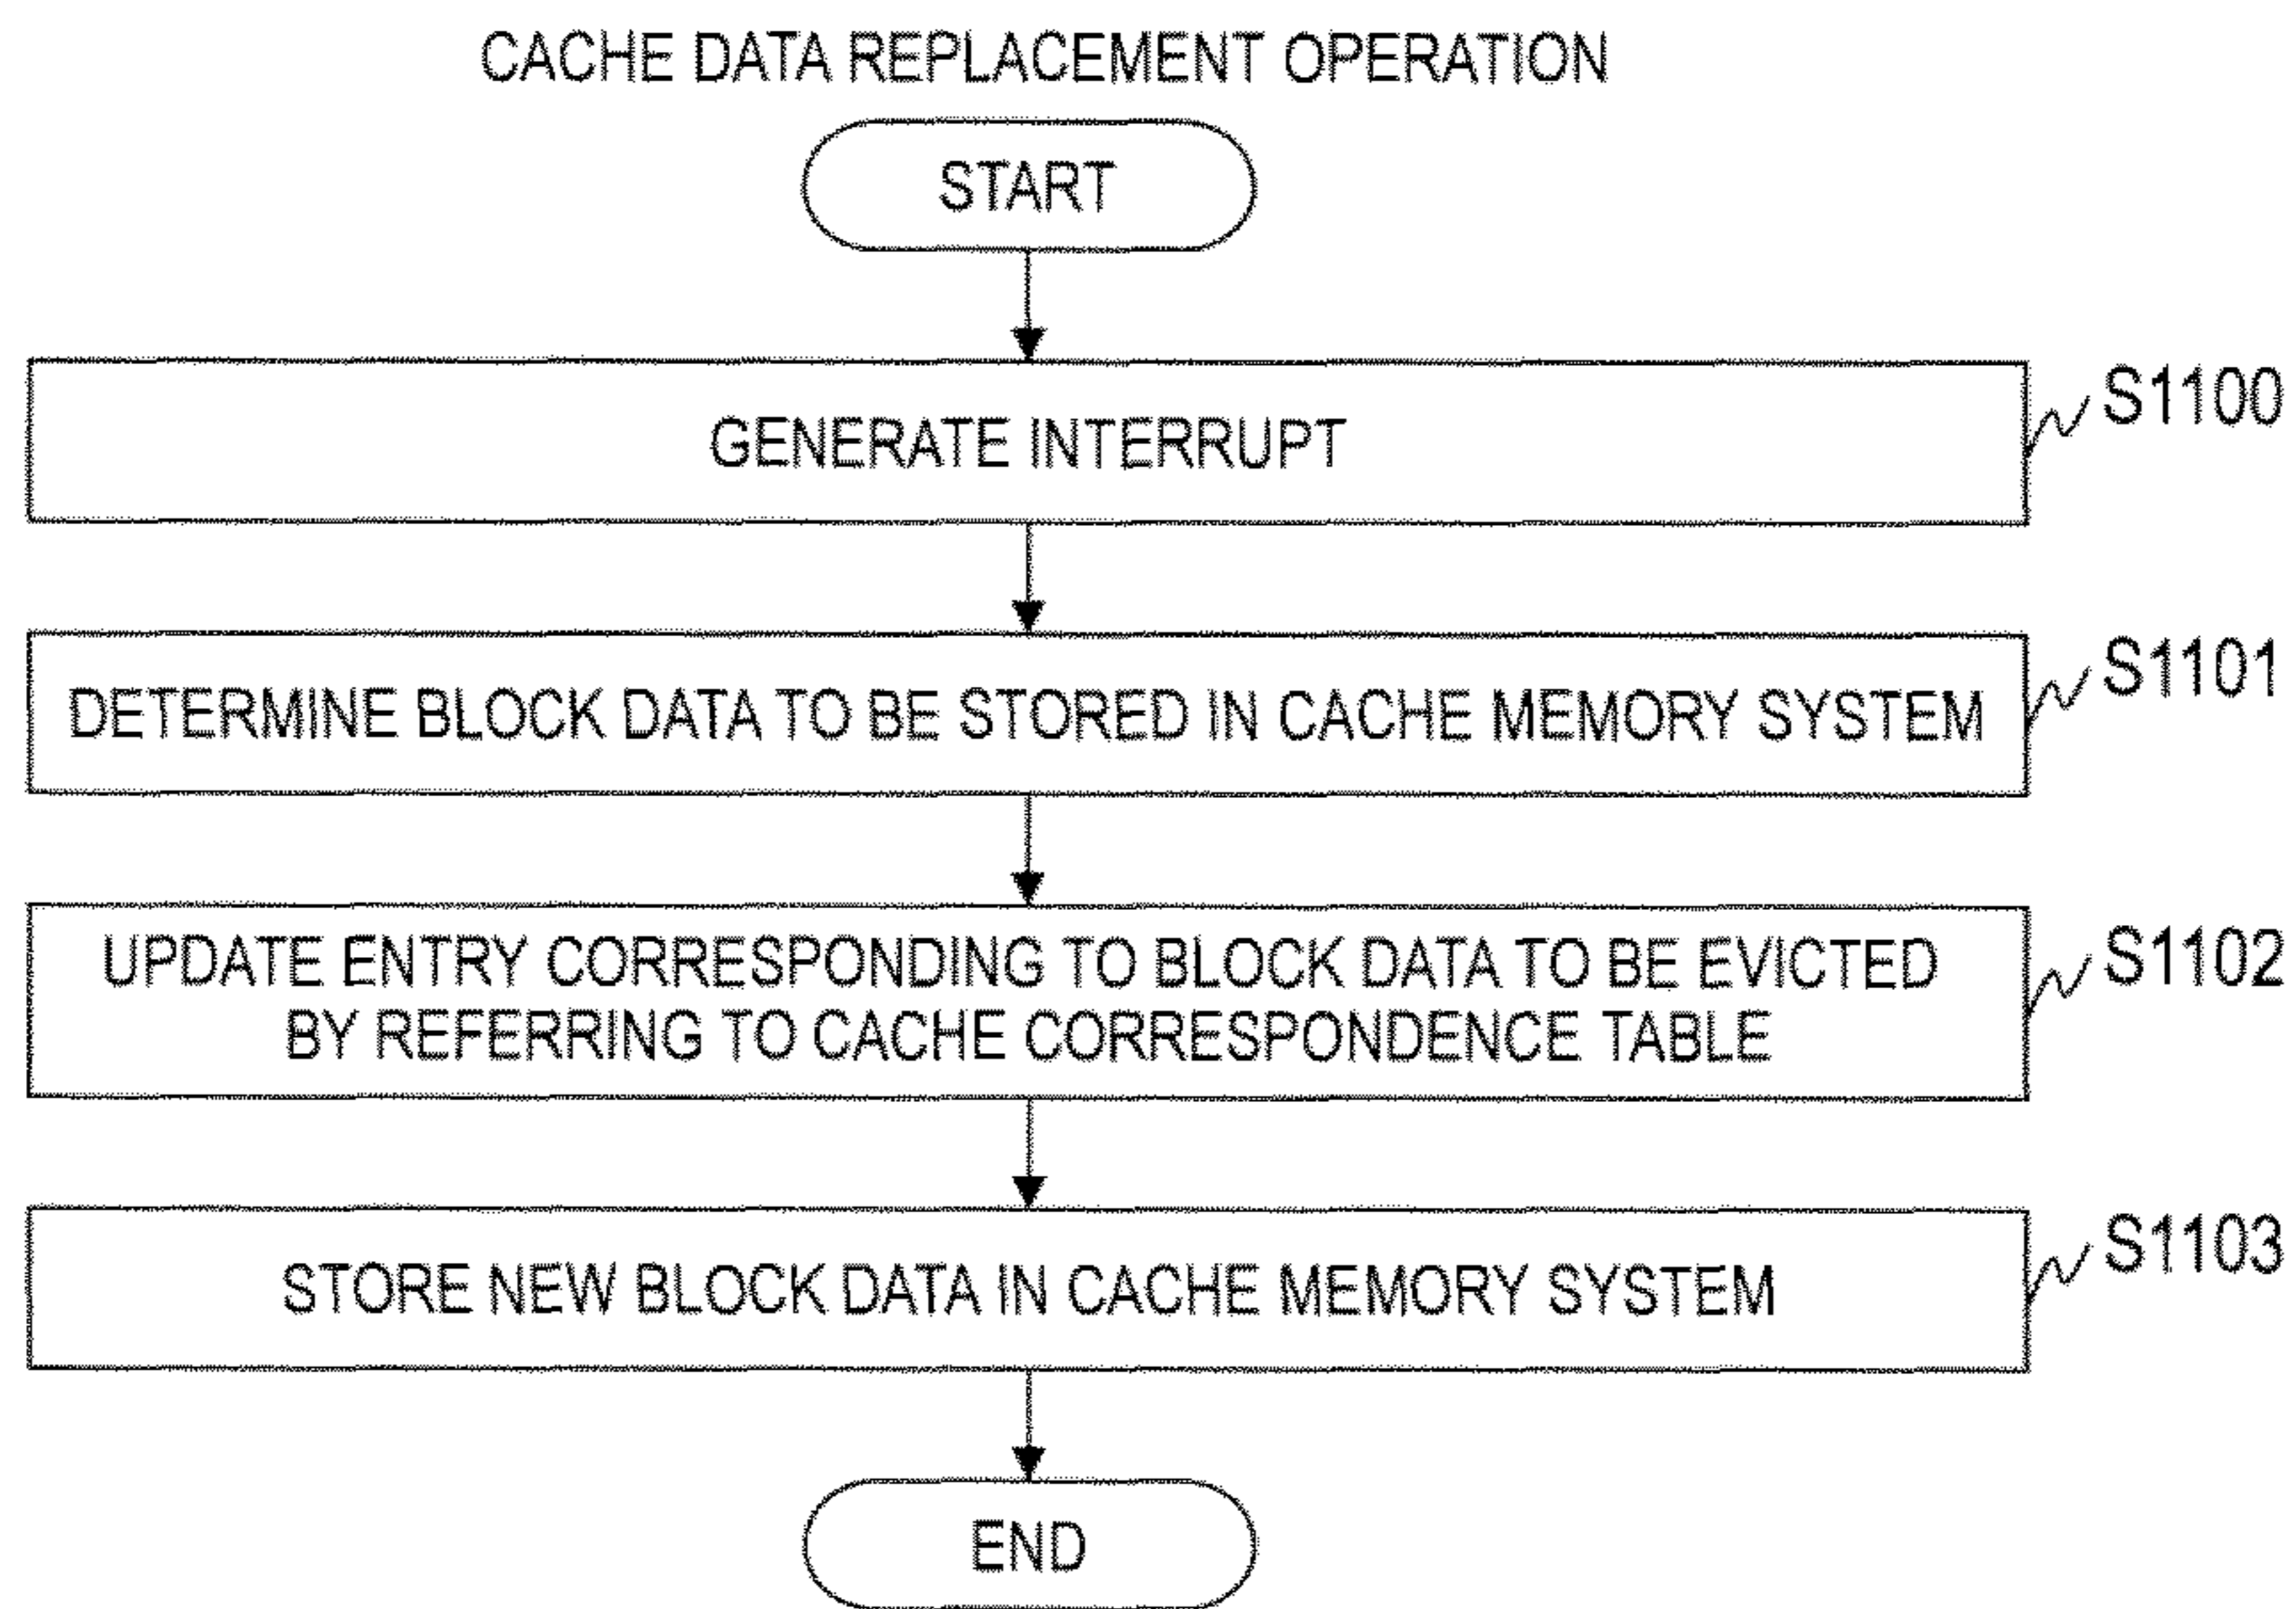 CACHE DATA REPLACEMENT OPERATION
START
GENERATE INTERRUPT
S1100
DETERMINE BLOCK DATA TO BE STORED IN CACHE MEMORY SYSTEM
S1101
UPDATE ENTRY CORRESPONDING TO BLOCK DATA TO BE EVICTED
BY REFERRING TO CACHE CORRESPONDENCE TABLE
S1102
STORE NEW BLOCK DATA IN CACHE MEMORY SYSTEM
S1103
END